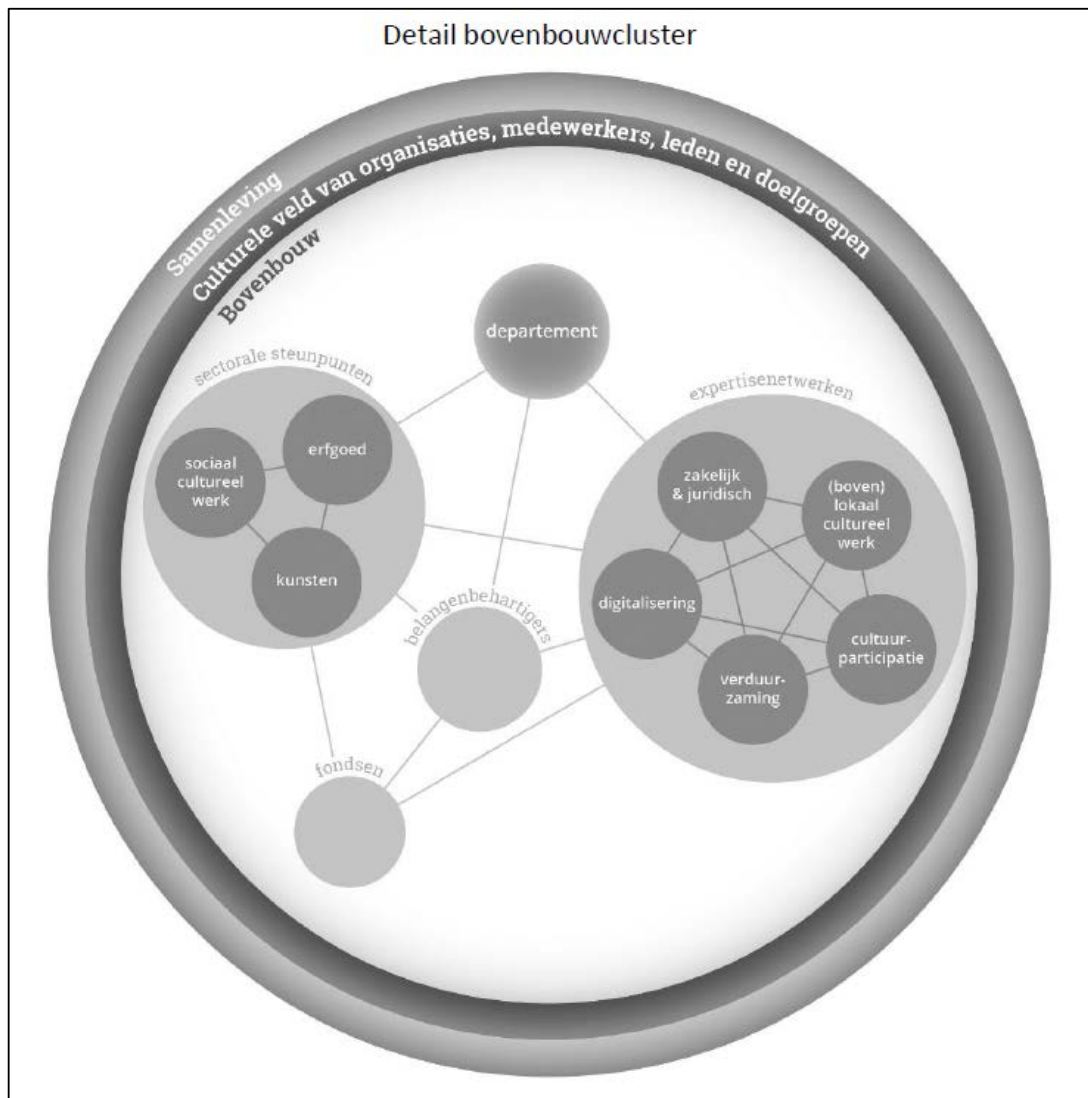 Detail bovenbouwcluster
Samenleving
Culturele veld van organisaties, medewerkers, leden en doelgroepen
Bovenbouw
departement
sectorale steunpunten
erfgoed
sociaal
cultureel
werk
kunsten
expertisenetwerken
zakelijk
& juridisch
(boven)
lokaal
cultureel
werk
digitalisering
cultuur-
participatie
verduur-
zaming
belangenbehartigers
fondsen